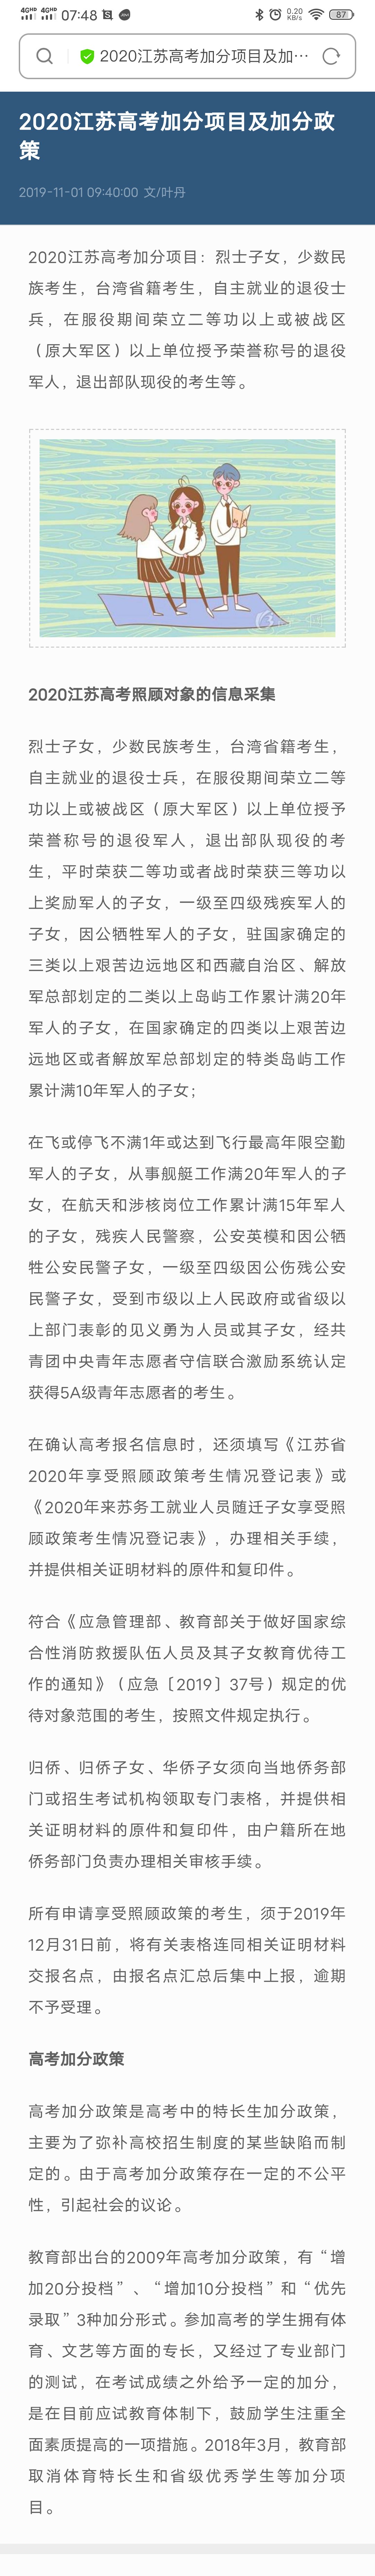 4GHD 4GHD 07:48 0.20 KB/s 87
2020江苏高考加分项目及加…
2020江苏高考加分项目及加分政
策
2019-11-01 09:40:00 文/叶丹
2020江苏高考加分项目：烈士子女，少数民
族考生，台湾省籍考生，自主就业的退役士
兵，在服役期间荣立二等功以上或被战区
（原大军区）以上单位授予荣誉称号的退役
军人，退出部队现役的考生等。
2020江苏高考照顾对象的信息采集
烈士子女，少数民族考生，台湾省籍考生，
自主就业的退役士兵，在服役期间荣立二等
功以上或被战区（原大军区）以上单位授予
荣誉称号的退役军人，退出部队现役的考
生，平时荣获二等功或者战时荣获三等功以
上奖励军人的子女，一级至四级残疾军人的
子女，因公牺牲军人的子女，驻国家确定的
三类以上艰苦边远地区和西藏自治区、解放
军总部划定的二类以上岛屿工作累计满20年
军人的子女，在国家确定的四类以上艰苦边
远地区或者解放军总部划定的特类岛屿工作
累计满10年军人的子女；
在飞或停飞不满1年或达到飞行最高年限空勤
军人的子女，从事舰艇工作满20年军人的子
女，在航天和涉核岗位工作累计满15年军人
的子女，残疾人民警察，公安英模和因公牺
牲公安民警子女，一级至四级因公伤残公安
民警子女，受到市级以上人民政府或省级以
上部门表彰的见义勇为人员或其子女，经共
青团中央青年志愿者守信联合激励系统认定
获得5A级青年志愿者的考生。
在确认高考报名信息时，还须填写《江苏省
2020年享受照顾政策考生情况登记表》或
《2020年来苏务工就业人员随迁子女享受照
顾政策考生情况登记表》，办理相关手续，
并提供相关证明材料的原件和复印件。
符合《应急管理部、教育部关于做好国家综
合性消防救援队伍人员及其子女教育优待工
作的通知》（应急〔2019〕37号）规定的优
待对象范围的考生，按照文件规定执行。
归侨、归侨子女、华侨子女须向当地侨务部
门或招生考试机构领取专门表格，并提供相
关证明材料的原件和复印件，由户籍所在地
侨务部门负责办理相关审核手续。
所有申请享受照顾政策的考生，须于2019年
12月31日前，将有关表格连同相关证明材料
交报名点，由报名点汇总后集中上报，逾期
不予受理。
高考加分政策
高考加分政策是高考中的特长生加分政策，
主要为了弥补高校招生制度的某些缺陷而制
定的。由于高考加分政策存在一定的不公平
性，引起社会的议论。
教育部出台的2009年高考加分政策，有“增
加20分投档”、“增加10分投档”和“优先
录取”3种加分形式。参加高考的学生拥有体
育、文艺等方面的专长，又经过了专业部门
的测试，在考试成绩之外给予一定的加分，
是在目前应试教育体制下，鼓励学生注重全
面素质提高的一项措施。2018年3月，教育部
取消体育特长生和省级优秀学生等加分项
目。